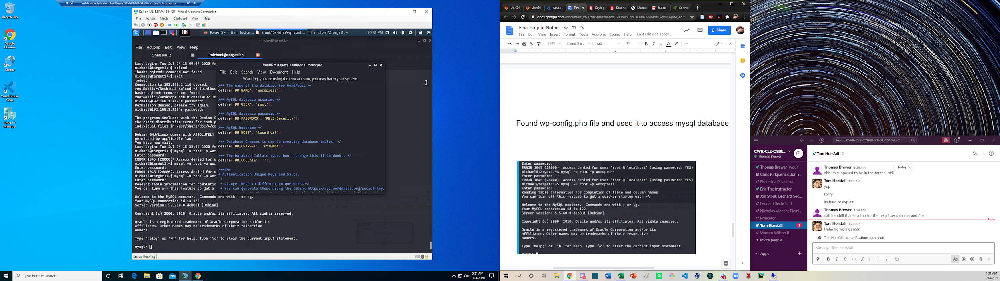 ml-lab-dede4cab-a5fe-42ea-a290-b91499d9b336.eastus2.cloudapp.a...
Recycle Bin
Google
Chrome
Kibana
Visual Studio
Code
Hyper-V
Manager
Kali on ML-REFVM-684427 - Virtual Machine Connection
File Action Media Clipboard View Help
Raven Security – Just an... /root/Desktop/wp-confi... michael@target1: ~ 10:31 PM
michael@target1: ~
File Actions Edit View Help
Shell No. 2 michael@target1: ~
Last login: Tue Jul 14 15:09:07 2020 fr
michael@target1:~$ sqlcmd
-bash: sqlcmd: command not found
michael@target1:~$ exit
logout
Connection to 192.168.1.110 closed.
root@Kali:~/Desktop# sqlcmd -S localhos
bash: sqlcmd: command not found
root@Kali:~/Desktop# ssh michael@192.16
michael@192.168.1.110's password:
Permission denied, please try again.
michael@192.168.1.110's password:
The programs included with the Debian G
the exact distribution terms for each p
individual files in /usr/share/doc/*/co
Debian GNU/Linux comes with ABSOLUTELY
permitted by applicable law.
You have new mail.
Last login: Tue Jul 14 15:22:04 2020 fr
michael@target1:~$ mysql -u root -p wor
Enter password:
ERROR 1045 (28000): Access denied for u
michael@target1:~$ mysql -u root -p wor
Enter password:
ERROR 1045 (28000): Access denied for u
michael@target1:~$ mysql -u root -p wor
Enter password:
Reading table information for completio
You can turn off this feature to get a
Welcome to the MySQL monitor. Commands end with ; or \g.
Your MySQL connection id is 122
Server version: 5.5.60-0+deb8u1 (Debian)
Copyright (c) 2000, 2018, Oracle and/or its affiliates. All rights reserved.
Oracle is a registered trademark of Oracle Corporation and/or its
affiliates. Other names may be trademarks of their respective
owners.
Type 'help;' or '\h' for help. Type '\c' to clear the current input statement.
mysql>
/root/Desktop/wp-config.php - Mousepad
File Edit Search View Document Help
Warning, you are using the root account, you may harm your system.
/** The name of the database for WordPress */
define('DB_NAME', 'wordpress');
/** MySQL database username */
define('DB_USER', 'root');
/** MySQL database password */
define('DB_PASSWORD', 'R@v3nSecurity');
/** MySQL hostname */
define('DB_HOST', 'localhost');
/** Database Charset to use in creating database tables. */
define('DB_CHARSET', 'utf8mb4');
/** The Database Collate type. Don't change this if in doubt. */
define('DB_COLLATE', '');
/**#@+
* Authentication Unique Keys and Salts.
*
* Change these to different unique phrases!
* You can generate these using the {@link https://api.wordpress.org/secret-key/
Status: Running
Type here to search
5:31 AM
7/14/2020
Unit24_ Unit20_ Azure L Fina Keylog Scanne Metasp Inbox ( Connec
docs.google.com/document/d/1Izln3muEnXXc8TSjaKwHFgoCNnmCVwNos2Ap6lYApd4/edit
Final Project Notes
File Edit View Insert Format Tools Add-ons Zotero Help Last edit was secon...
Share
200% Normal text Arial 11 B I U A
1 2 3 4
Found wp-config.php file and used it to access mysql database:
Enter password:
ERROR 1045 (28000): Access denied for user 'root'@'localhost' (using password: YES)
michael@target1:~$ mysql -u root -p wordpress
Enter password:
ERROR 1045 (28000): Access denied for user 'root'@'localhost' (using password: YES)
michael@target1:~$ mysql -u root -p wordpress
Enter password:
Reading table information for completion of table and column names
You can turn off this feature to get a quicker startup with -A
Welcome to the MySQL monitor. Commands end with ; or \g.
Your MySQL connection id is 122
Server version: 5.5.60-0+deb8u1 (Debian)
Copyright (c) 2000, 2018, Oracle and/or its affiliates. All rights reserved.
Oracle is a registered trademark of Oracle Corporation and/or its
affiliates. Other names may be trademarks of their respective
owners.
Type 'help;' or '\h' for help. Type '\c' to clear the current input statement.
mysql>
Search CWR-CLE-CYBER-PT-01-2020-U-C
CWR-CLE-CYBE...
Thomas Brewer
Thomas Brewer (you)
Chris Kirkpatrick, Jon S...
Ekaterina Palatkina
Eric The Instructor
Jon Stout, Leonard Sec...
Leonard Sechrist II
Nicholas Vincent Flemi...
Princeton
Tom Horsfall 1
Warren Wilson II
+ Invite people
Apps
Tom Horsfall
Today
Thomas Brewer 1:28 AM
ohh im supposed to be in the target1 still
Tom Horsfall 1:29 AM
yup
sorry
its hard to explain
Thomas Brewer 1:29 AM
nah it's chill thanks a ton for the help i ow u dinner and fire
New
Tom Horsfall 1:30 AM
Haha no worries man
Tom Horsfall has notifications turned off
Message Tom Horsfall
B I S Aa @
1:31 AM
7/14/2020